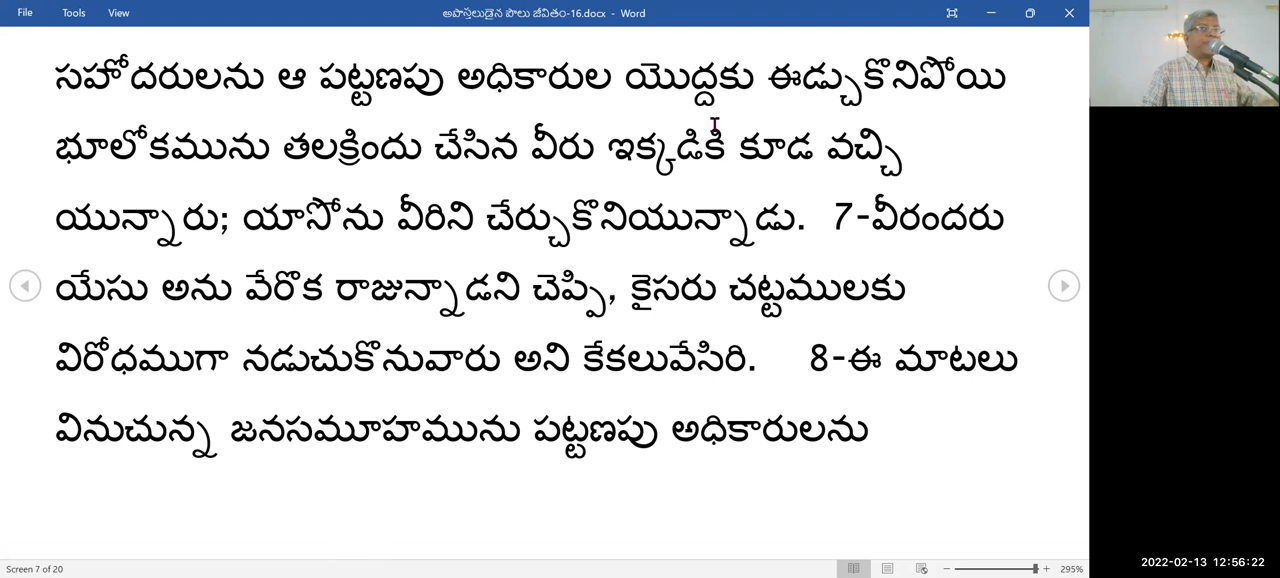 File Tools View అపొస్తలుడైన పౌలు జీవితం-16.docx - Word
సహోదరులను ఆ పట్టణపు అధికారుల యొద్దకు ఈడ్చుకొనిపోయి
భూలోకమును తలక్రిందు చేసిన వీరు ఇక్కడికి కూడ వచ్చి
యున్నారు; యాసోను వీరిని చేర్చుకొనియున్నాడు. 7-వీరందరు
యేసు అను వేరొక రాజున్నాడని చెప్పి, కైసరు చట్టములకు
విరోధముగా నడుచుకొనువారు అని కేకలువేసిరి. 8-ఈ మాటలు
వినుచున్న జనసమూహమును పట్టణపు అధికారులను
Screen 7 of 20 295%
2022-02-13 12:56:22